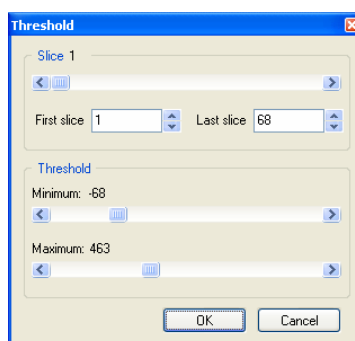 Threshold
Slice 1
First slice 1 Last slice 68
Threshold
Minimum: -68
Maximum: 463
OK Cancel